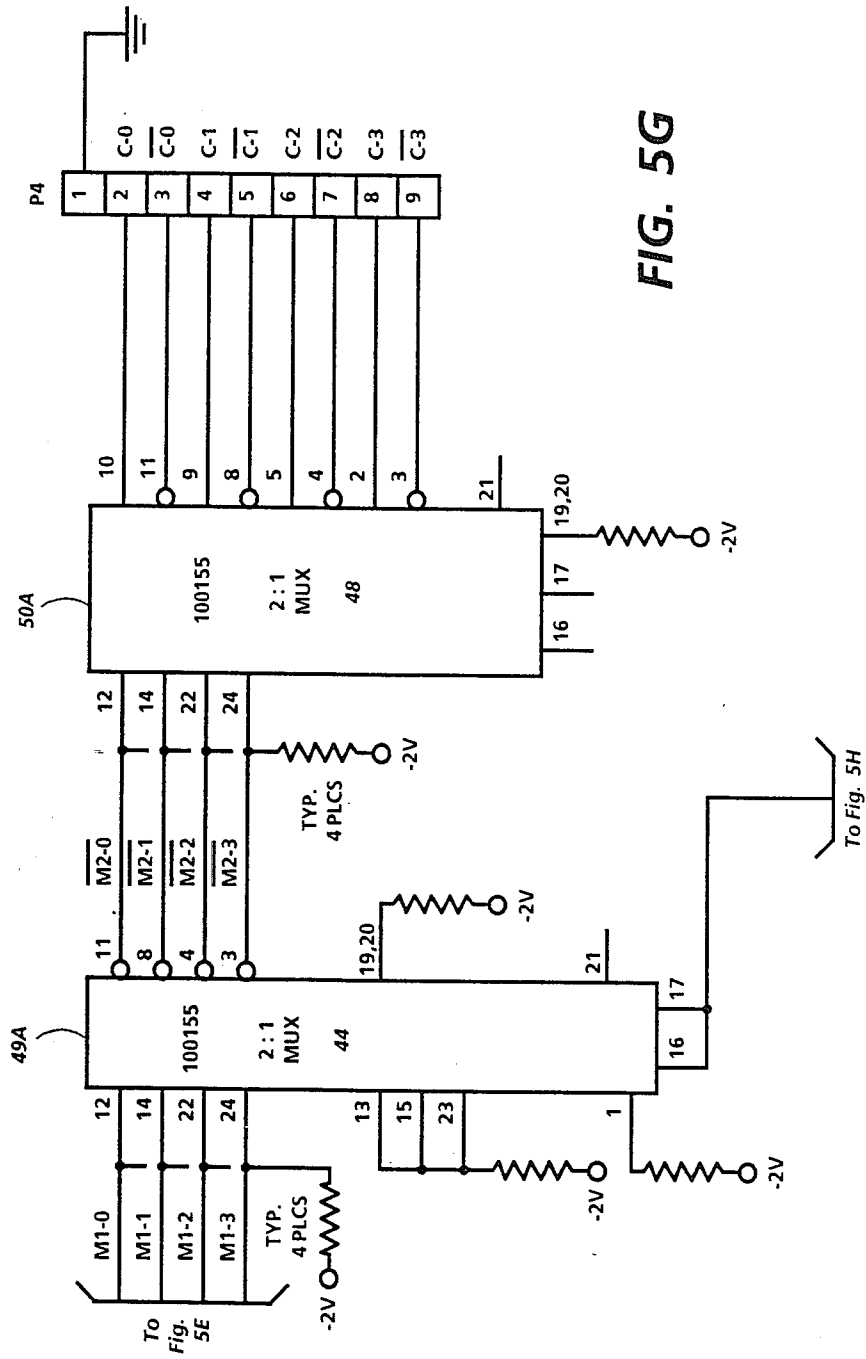 To
Fig.
5E
M1-0
M1-1
M1-2
M1-3
TYP.
4 PLCS
-2V
49A
12
14
22
24
13
15
23
1
-2V
-2V
100155
2 : 1
MUX
44
11
8
4
3
19,20
-2V
21
16
17
To Fig. 5H
M2-0
M2-1
M2-2
M2-3
TYP.
4 PLCS
-2V
50A
12
14
22
24
100155
2 : 1
MUX
48
10
11
9
8
5
4
2
3
21
16
17
19,20
-2V
P4
1
2 C-0
3 C-0
4 C-1
5 C-1
6 C-2
7 C-2
8 C-3
9 C-3
FIG. 5G